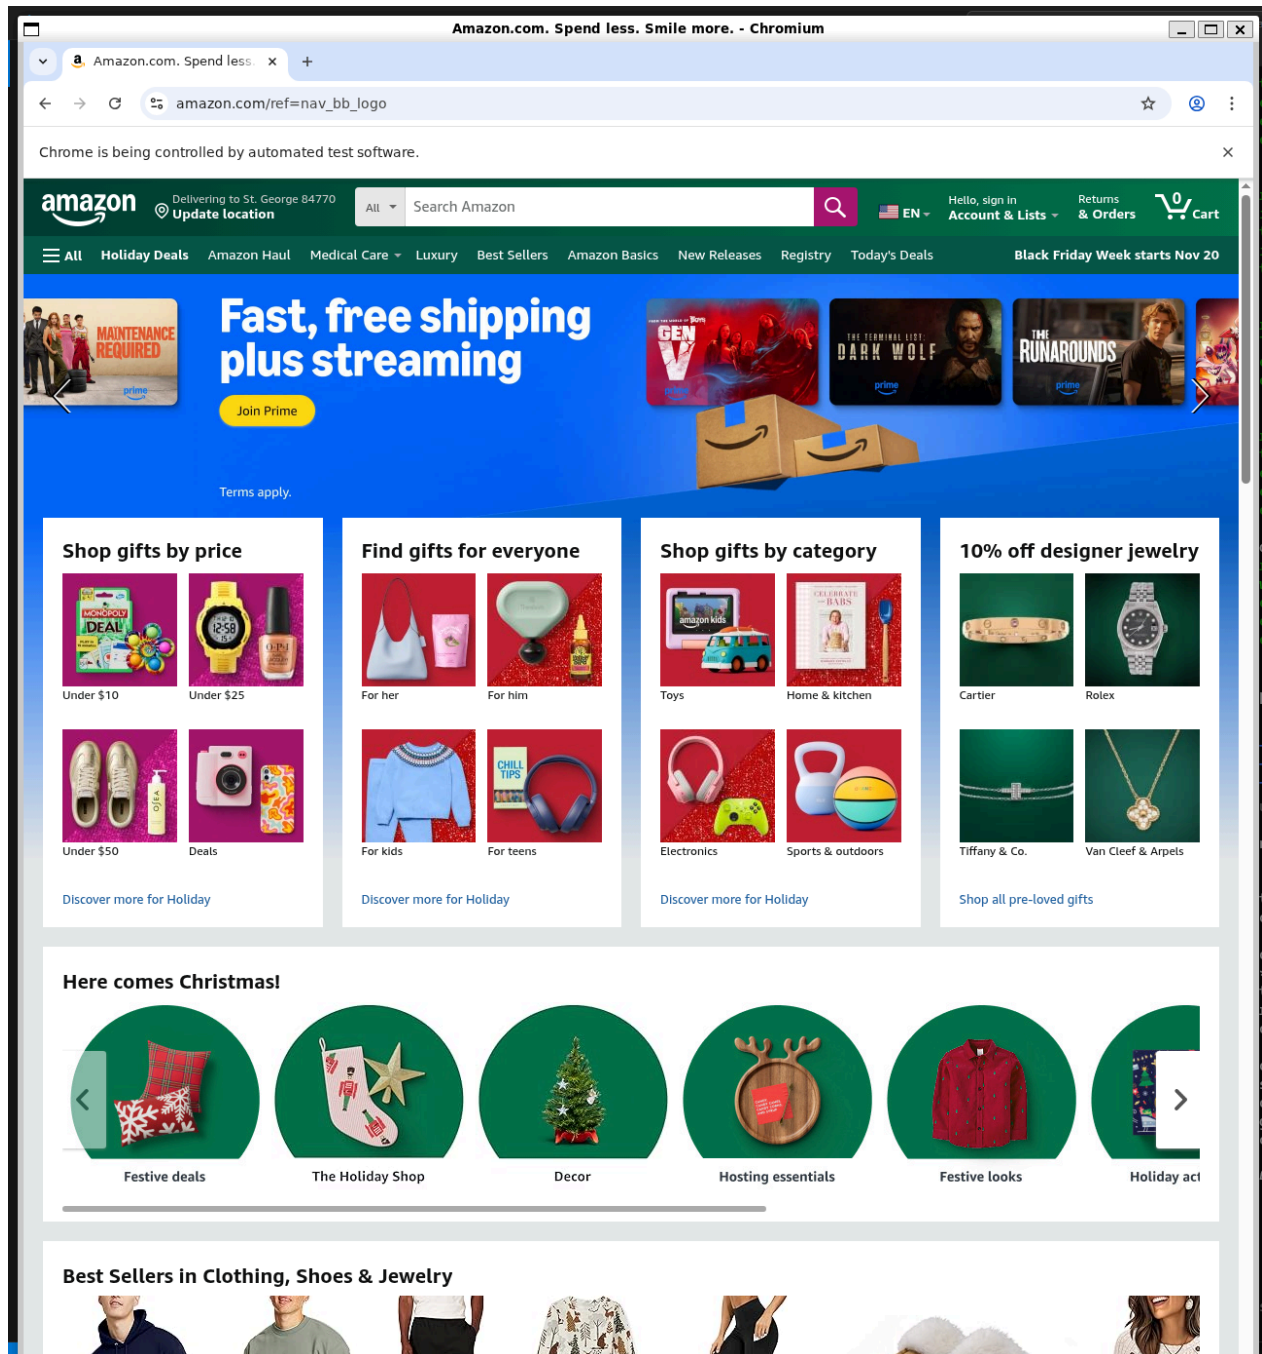 Amazon.com. Spend less. Smile more. - Chromium
Amazon.com. Spend less.
amazon.com/ref=nav_bb_logo
Chrome is being controlled by automated test software.
amazon
Delivering to St. George 84770
Update location
All
Search Amazon
EN
Hello, sign in
Account & Lists
Returns
& Orders
0
Cart
All
Holiday Deals
Amazon Haul
Medical Care
Luxury
Best Sellers
Amazon Basics
New Releases
Registry
Today's Deals
Black Friday Week starts Nov 20
MAINTENANCE
REQUIRED
prime
Fast, free shipping
plus streaming
Join Prime
Terms apply.
GEN
V
prime
THE TERMINAL LIST:
DARK WOLF
prime
THE
RUNAROUNDS
prime
Shop gifts by price
MONOPOLY
DEAL
12:58
O·P·I
Under $10
Under $25
OSEA
Under $50
Deals
Discover more for Holiday
Find gifts for everyone
For her
For him
CHILL
TIPS
For kids
For teens
Discover more for Holiday
Shop gifts by category
amazon kids
CELEBRATE
BABS
Toys
Home & kitchen
Electronics
Sports & outdoors
Discover more for Holiday
10% off designer jewelry
Cartier
Rolex
Tiffany & Co.
Van Cleef & Arpels
Shop all pre-loved gifts
Here comes Christmas!
Festive deals
The Holiday Shop
Decor
Hosting essentials
Festive looks
Holiday act
Best Sellers in Clothing, Shoes & Jewelry